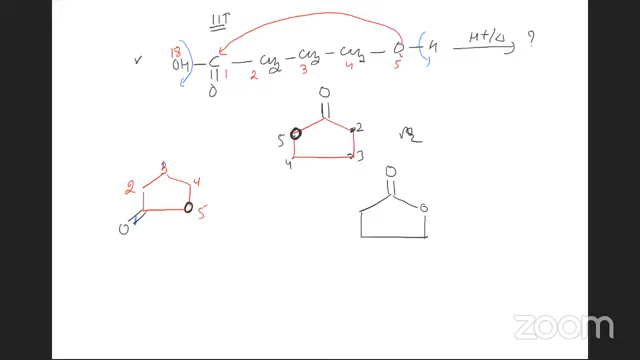 IIT
18
OH — C — CH2 — CH2 — CH2 — O — H H+/Δ ?
1 2 3 4 5
O
O
5 2
4 3
O
O
3
2 4
O 5
zoom